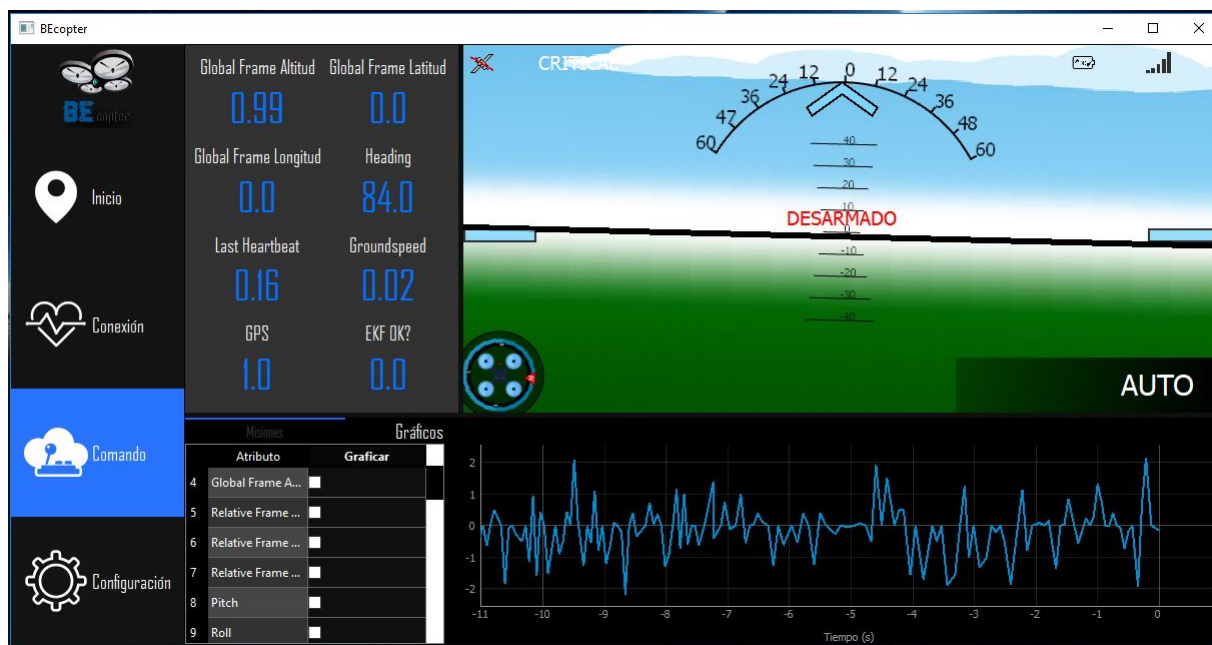 BEcopter
BE copter
Inicio
Conexión
Comando
Configuración
Global Frame Altitud Global Frame Latitud
0.99 0.0
Global Frame Longitud Heading
0.0 84.0
Last Heartbeat Groundspeed
0.16 0.02
GPS EKF OK?
1.0 0.0
CRITICAL
60 47 36 24 12 0 12 24 36 48 60
40
30
20
10
DESARMADO
0
-10
-20
-30
-40
AUTO
Misiones Gráficos
Atributo Graficar
4 Global Frame A...
5 Relative Frame ...
6 Relative Frame ...
7 Relative Frame ...
8 Pitch
9 Roll
2
1
0
-1
-2
-11 -10 -9 -8 -7 -6 -5 -4 -3 -2 -1 0
Tiempo (s)